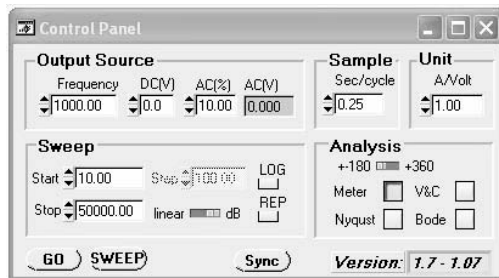 Control Panel
Output Source
Frequency DC(V) AC(%) AC(V)
1000.00 0.0 10.00 0.000
Sample
Sec/cycle
0.25
Unit
A/Volt
1.00
Sweep
Start 10.00 Step 100.00 LOG
Stop 50000.00 linear dB REP
Analysis
+-180 +360
Meter V&C
Nyqust Bode
GO SWEEP Sync Version: 1.7 - 1.07